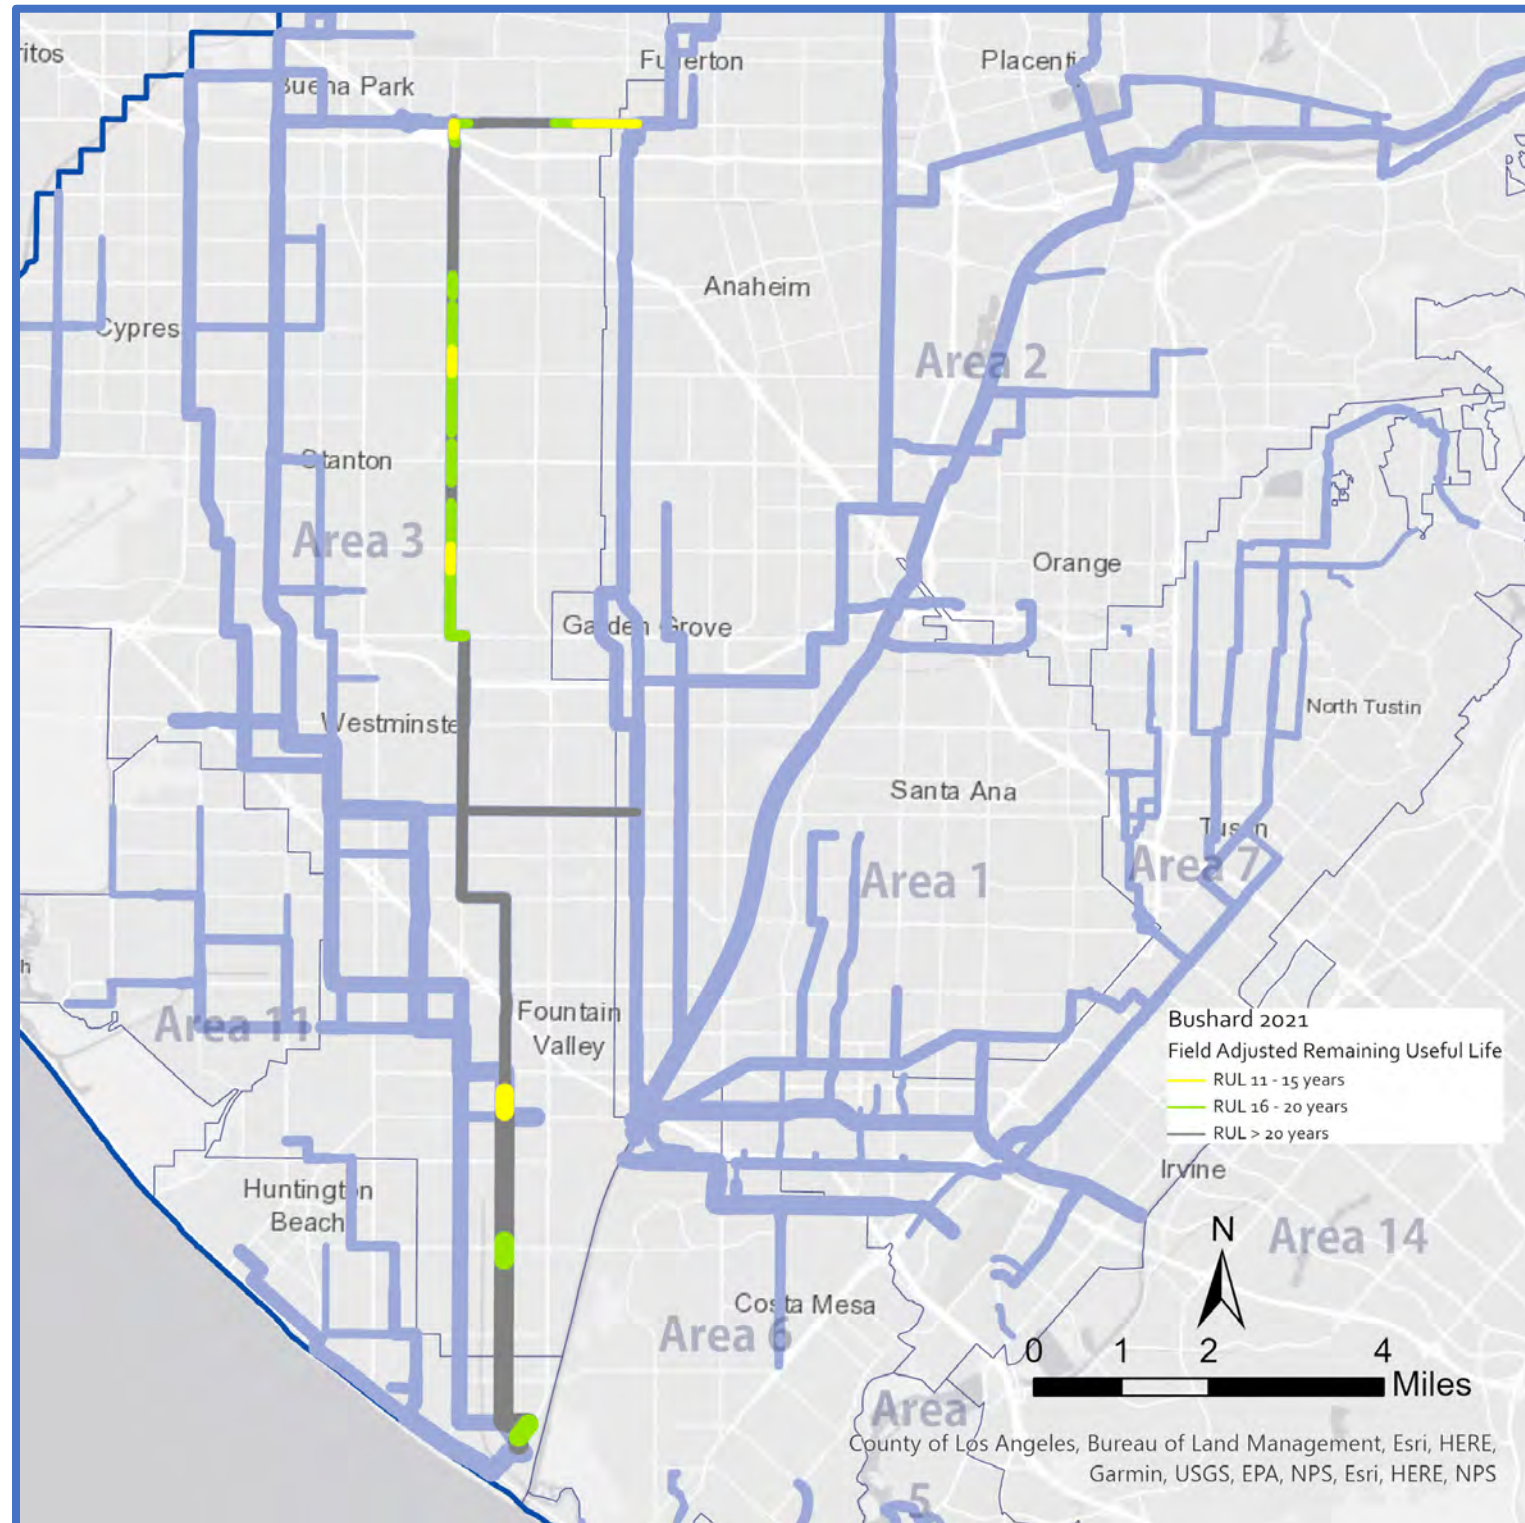 ritos
Buena Park
Fullerton
Placentia
Anaheim
Cypress
Area 2
Stanton
Area 3
Orange
Garden Grove
Westminster
North Tustin
Santa Ana
Tustin
Area 1
Area 7
h
Area 11
Fountain
Valley
Bushard 2021
Field Adjusted Remaining Useful Life
RUL 11 - 15 years
RUL 16 - 20 years
RUL > 20 years
Irvine
Huntington
Beach
N
Area 14
Costa Mesa
Area 6
0 1 2 4
Miles
Area
5
County of Los Angeles, Bureau of Land Management, Esri, HERE,
Garmin, USGS, EPA, NPS, Esri, HERE, NPS